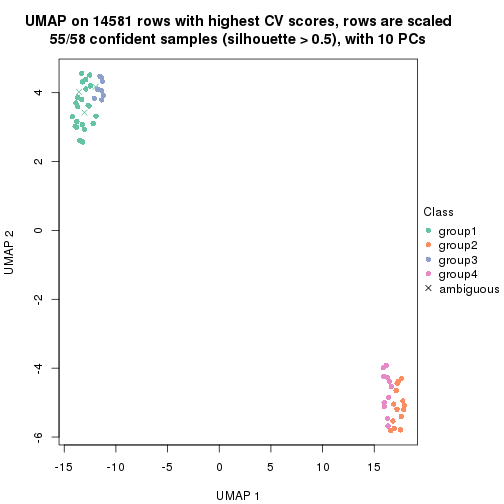 UMAP on 14581 rows with highest CV scores, rows are scaled
55/58 confident samples (silhouette > 0.5), with 10 PCs
4
2
0
-2
-4
-6
UMAP 2
-15
-10
-5
0
5
10
15
UMAP 1
Class
group1
group2
group3
group4
ambiguous